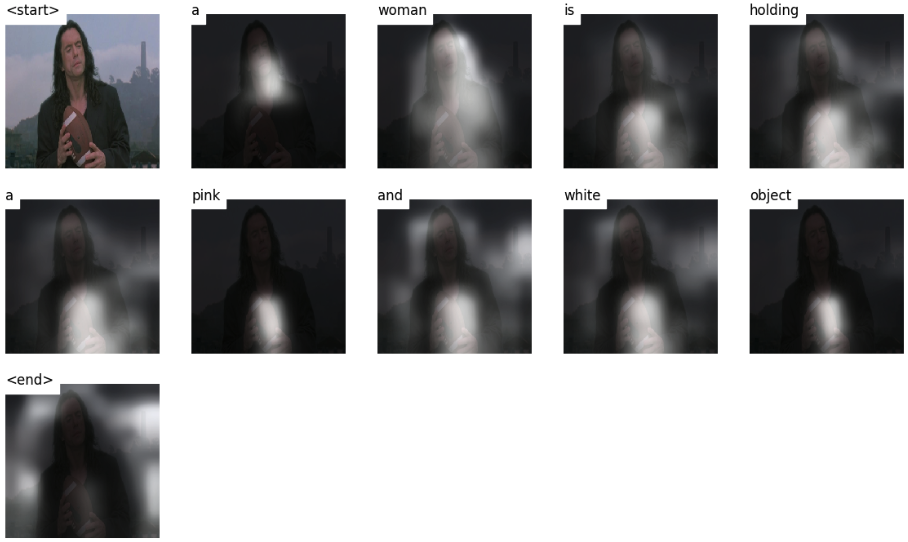 <start> a woman is holding
a pink and white object
<end>